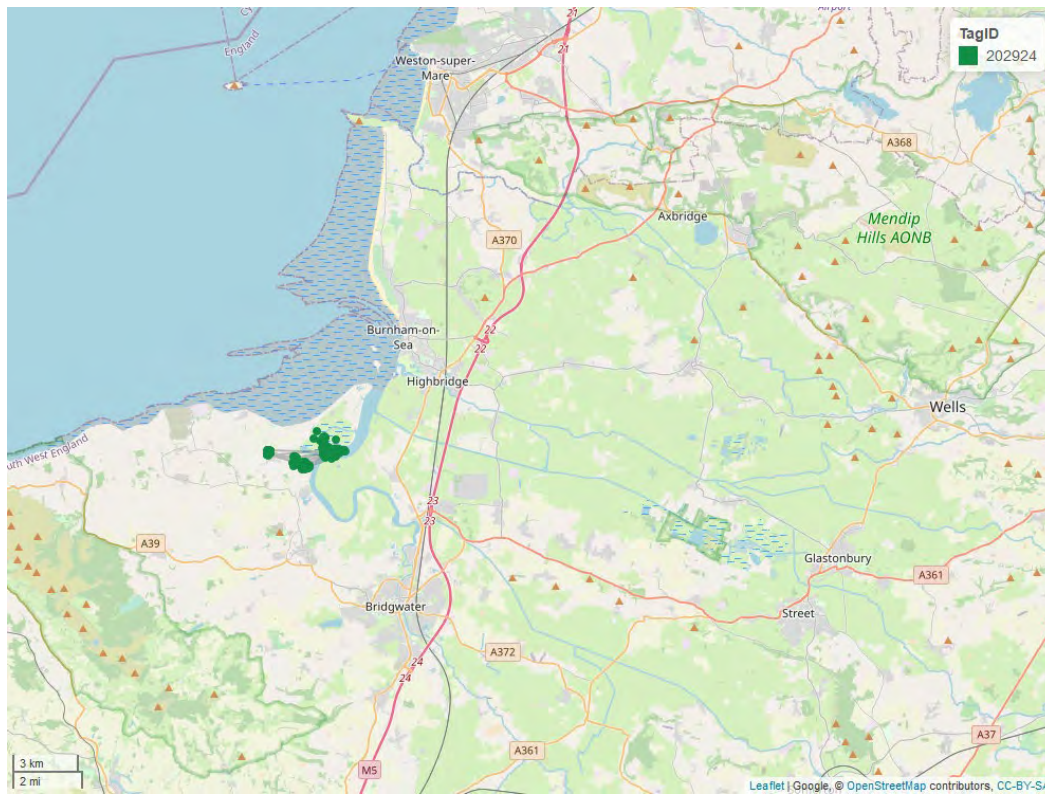 Airport
England
Cy
21
21
TagID
202924
Weston-super-
Mare
A368
Axbridge
Mendip
Hills AONB
A370
22
22
Burnham-on-
Sea
Highbridge
Wells
South West England
23
23
A39
Glastonbury
A361
Bridgwater
Street
A372
24
24
A37
A361
3 km
2 mi
M5
Leaflet | Google, © OpenStreetMap contributors, CC-BY-SA